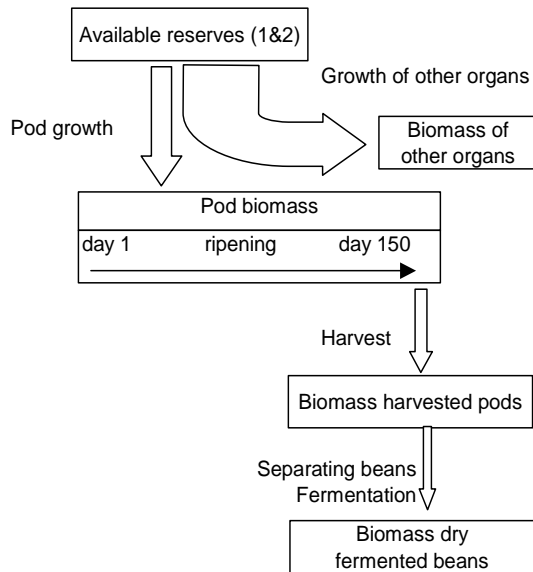 Available reserves (1&2)
Growth of other organs
Pod growth
Biomass of
other organs
Pod biomass
day 1 ripening day 150
Harvest
Biomass harvested pods
Separating beans
Fermentation
Biomass dry
fermented beans